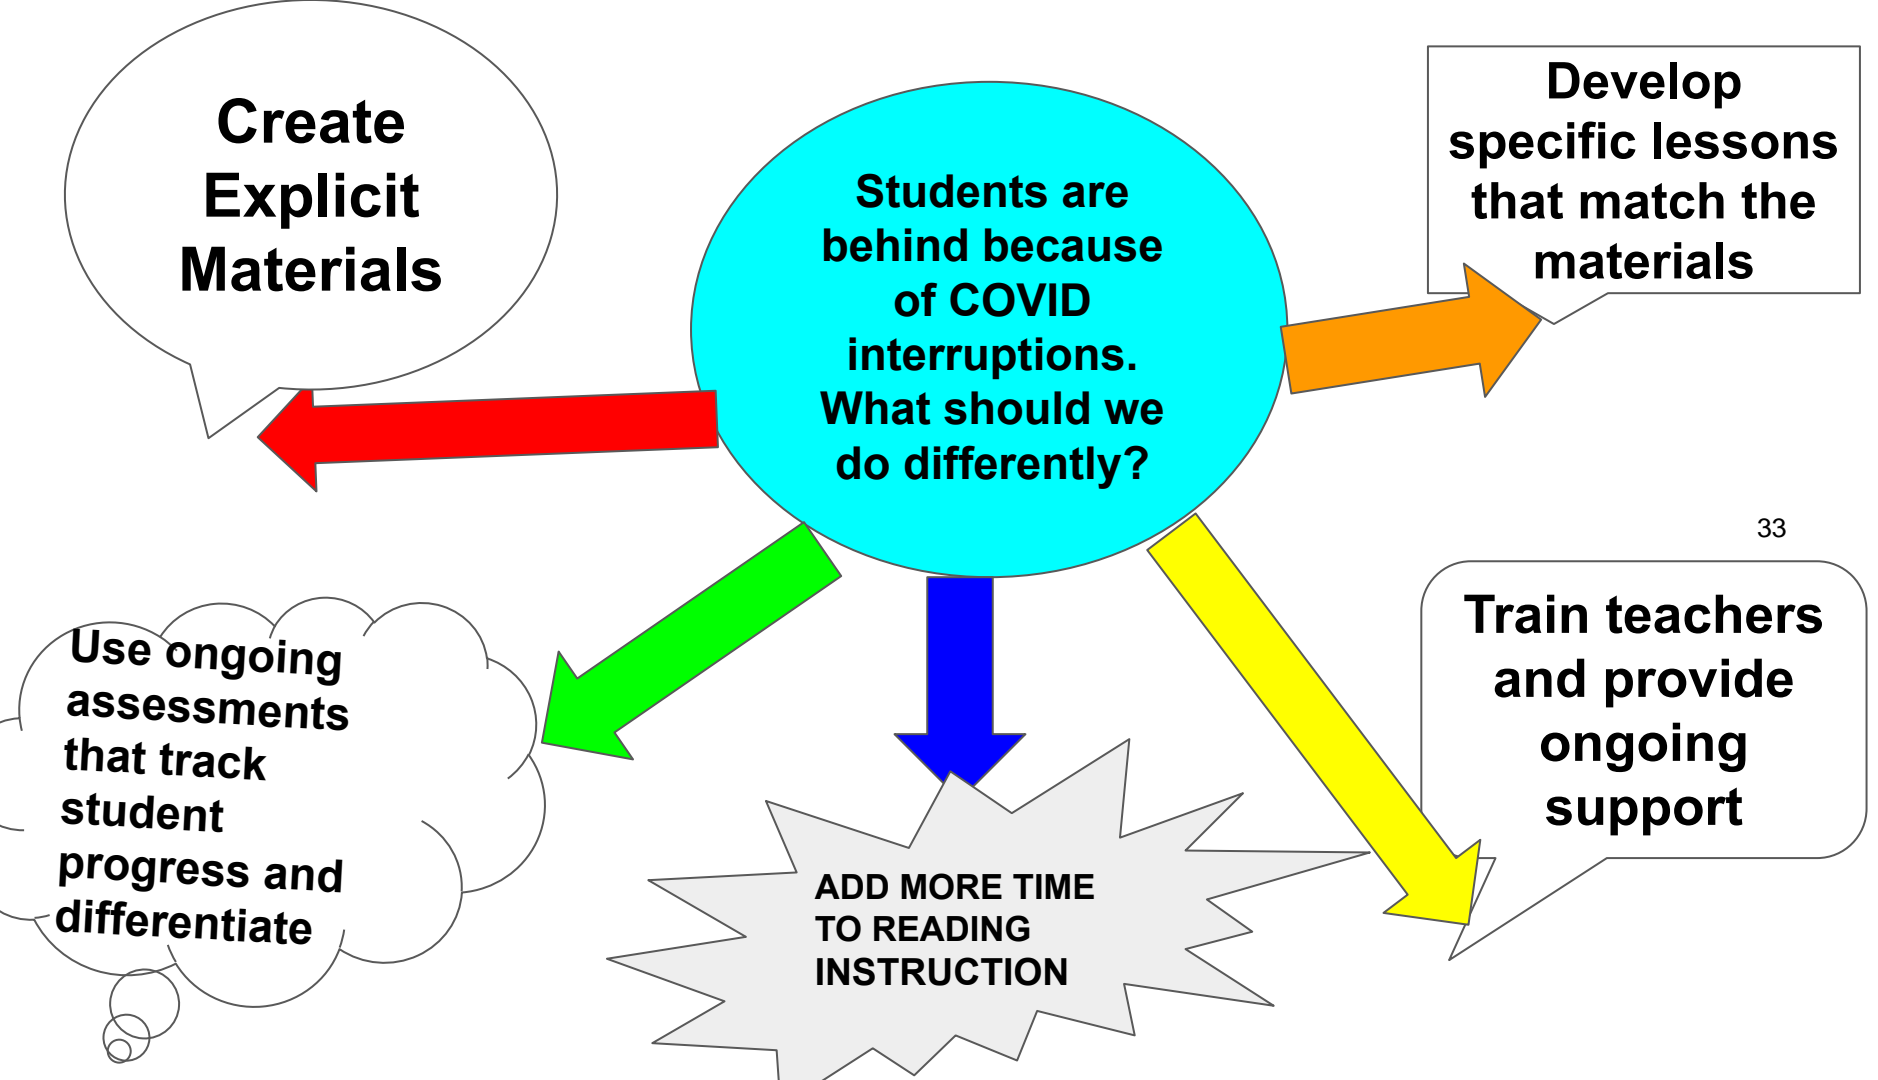 Create
Explicit
Materials
Students are
behind because
of COVID
interruptions.
What should we
do differently?
Develop
specific lessons
that match the
materials
33
Use ongoing
assessments
that track
student
progress and
differentiate
ADD MORE TIME
TO READING
INSTRUCTION
Train teachers
and provide
ongoing
support